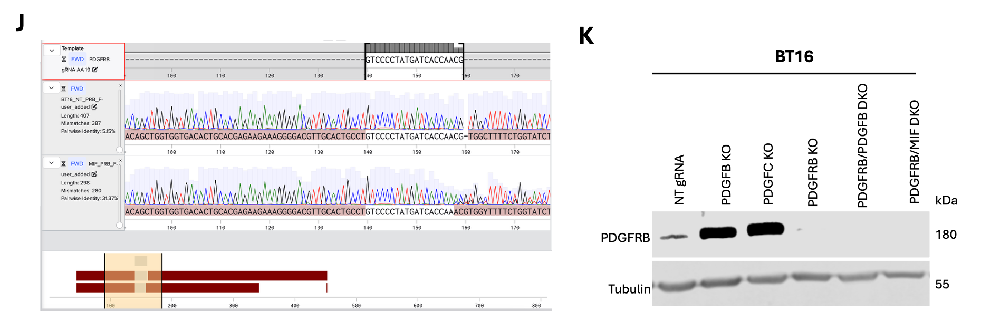 J
Template
FWD PDGFRB
gRNA AA 19
GTCCCCTATGATCACCAACG
100 110 120 130 140 150 160 170
FWD
BT16_NT_PRB_F-
user_added
Length: 407
Mismatches: 387
Pairwise Identity: 5.15%
ACAGCTGGTGGTGACACTGCACGAGAAGAAAGGGGACGTTGCACTGCCTGTCCCCTATGATCACCAACG-TGGCTTTTCTGGTATCT
100 110 120 130 140 150 160 170
FWD MIF_PRB_F-
user_added
Length: 298
Mismatches: 280
Pairwise Identity: 31.37%
ACAGCTGGTGGTGACACTGCACGAGAAGAAAGGGGACGTTGCACTGCCTGTCCCCTATGATCACCAAACGTGGYTTTTCTGGTATCT
100 110 120 130 140 150 160 170
100 200 300 400 500 600 700 800
K
BT16
NT gRNA
PDGFB KO
PDGFC KO
PDGFRB KO
PDGFRB/PDGFB DKO
PDGFRB/MIF DKO
kDa
PDGFRB 180
Tubulin 55